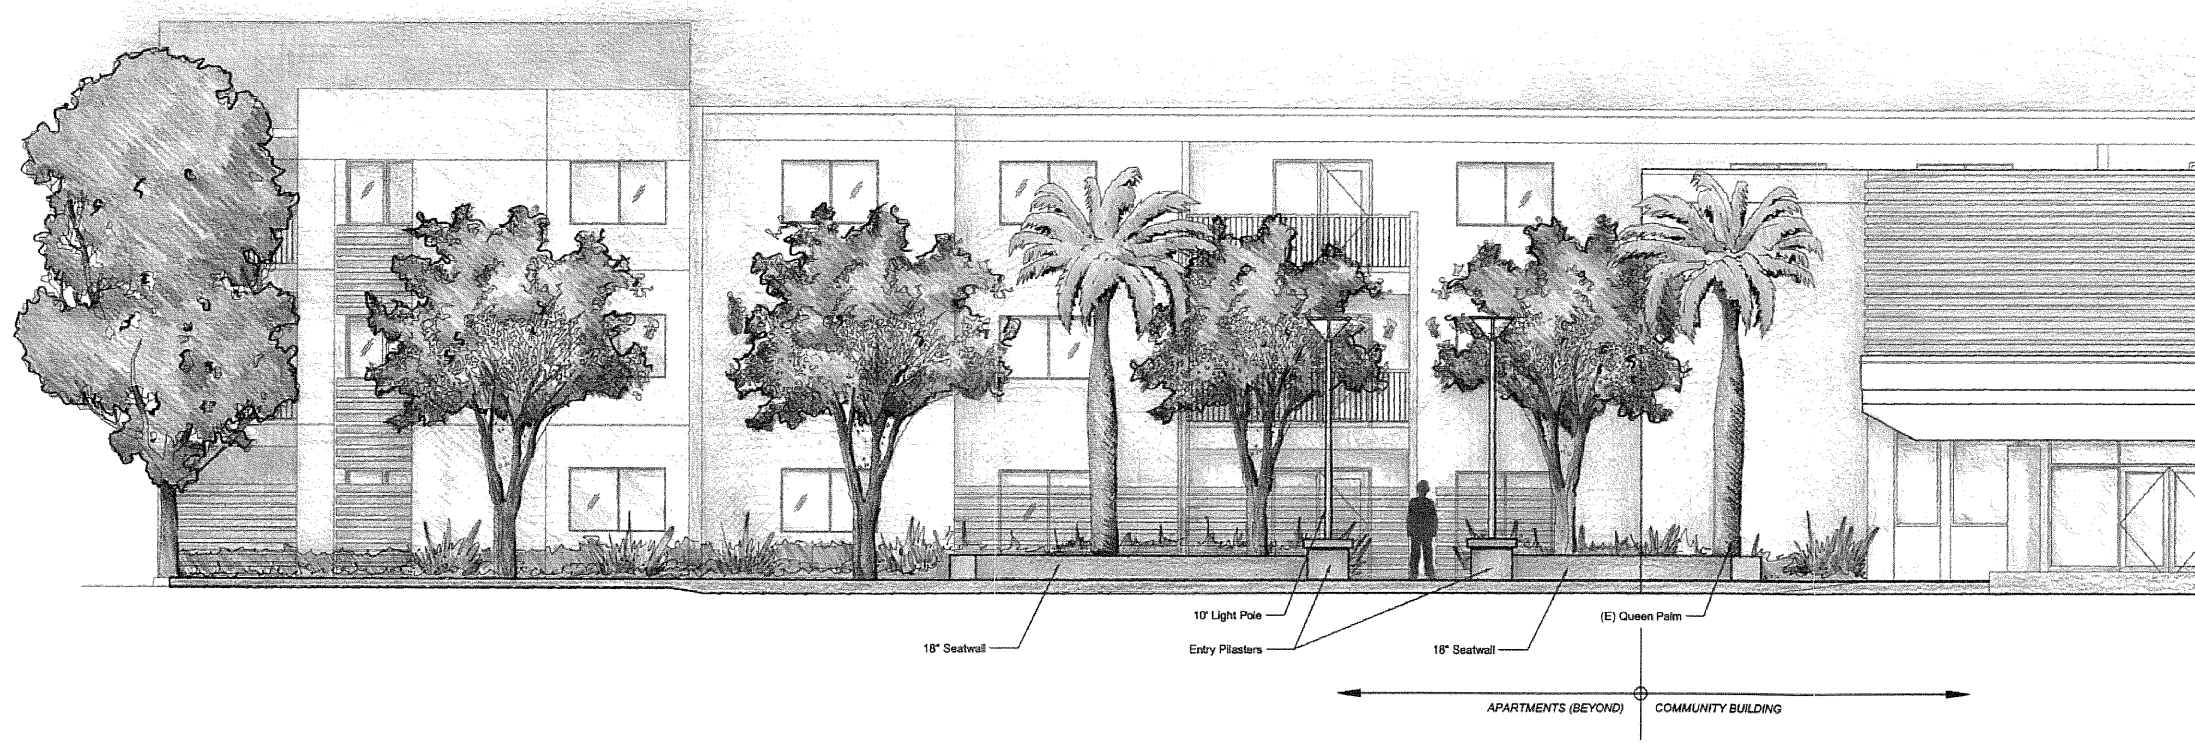 10' Light Pole
(E) Queen Palm
18" Seatwall
Entry Pilasters
18" Seatwall
APARTMENTS (BEYOND)
COMMUNITY BUILDING